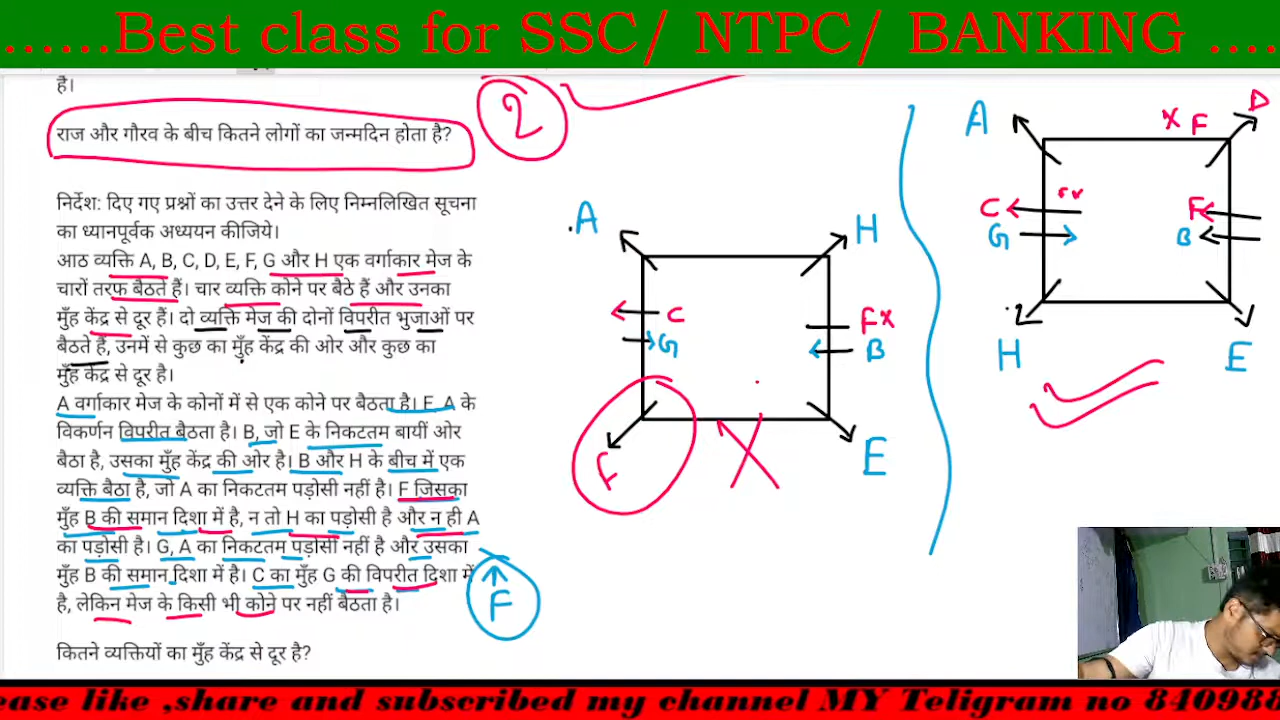 ......Best class for SSC/ NTPC/ BANKING ....
है।
2
राज और गौरव के बीच कितने लोगों का जन्मदिन होता है?
निर्देश: दिए गए प्रश्नों का उत्तर देने के लिए निम्नलिखित सूचना
का ध्यानपूर्वक अध्ययन कीजिये।
आठ व्यक्ति A, B, C, D, E, F, G और H एक वर्गाकार मेज के
चारों तरफ बैठते हैं। चार व्यक्ति कोने पर बैठे हैं और उनका
मुँह केंद्र से दूर हैं। दो व्यक्ति मेज की दोनों विपरीत भुजाओं पर
बैठते हैं, उनमें से कुछ का मुँह केंद्र की ओर और कुछ का
मुँह केंद्र से दूर है।
A वर्गाकार मेज के कोनों में से एक कोने पर बैठता है। E, A के
विकर्णन विपरीत बैठता है। B, जो E के निकटतम बायीं ओर
बैठा है, उसका मुँह केंद्र की ओर है। B और H के बीच में एक
व्यक्ति बैठा है, जो A का निकटतम पड़ोसी नहीं है। F जिसका
मुँह B की समान दिशा में है, न तो H का पड़ोसी है और न ही A
का पड़ोसी है। G, A का निकटतम पड़ोसी नहीं है और उसका
मुँह B की समान दिशा में है। C का मुँह G की विपरीत दिशा में
है, लेकिन मेज के किसी भी कोने पर नहीं बैठता है।
F
कितने व्यक्तियों का मुँह केंद्र से दूर है?
A H
C F x
G B
F E
A x F D
C F
G B
H E
ease like ,share and subscribed my channel MY Teligram no 840988